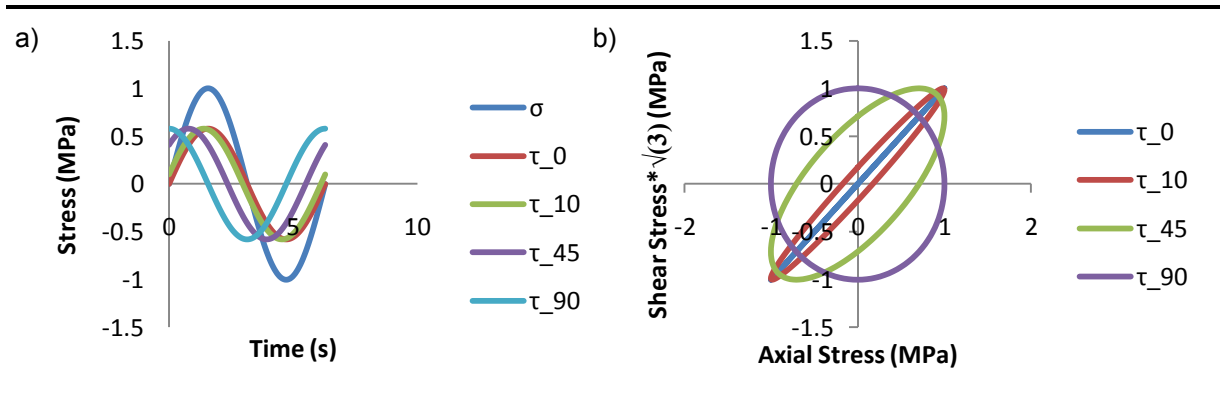 a)
Stress (MPa)
1.5
1
0.5
0
-0.5
-1
-1.5
0
5
10
Time (s)
σ
τ_0
τ_10
τ_45
τ_90
b)
Shear Stress*√(3) (MPa)
1.5
1
0.5
0
-0.5
-1
-1.5
-2
-1
0
1
2
Axial Stress (MPa)
τ_0
τ_10
τ_45
τ_90